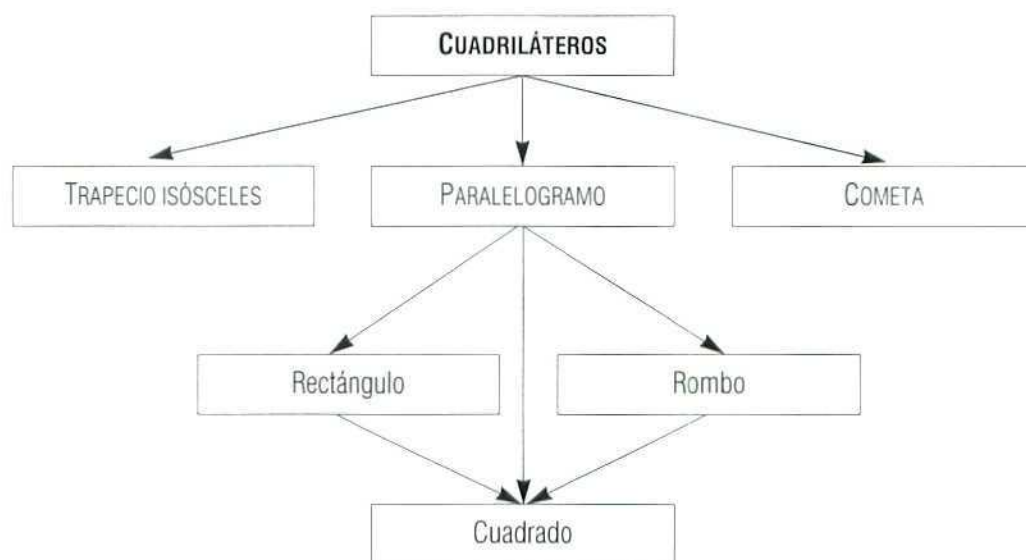 CUADRILÁTEROS
TRAPECIO ISÓSCELES
PARALELOGRAMO
COMETA
Rectángulo
Rombo
Cuadrado